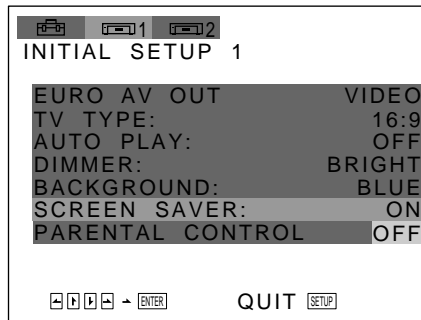 1 2
INITIAL SETUP 1
EURO AV OUT VIDEO
TV TYPE: 16:9
AUTO PLAY: OFF
DIMMER: BRIGHT
BACKGROUND: BLUE
SCREEN SAVER: ON
PARENTAL CONTROL OFF
ENTER QUIT SETUP